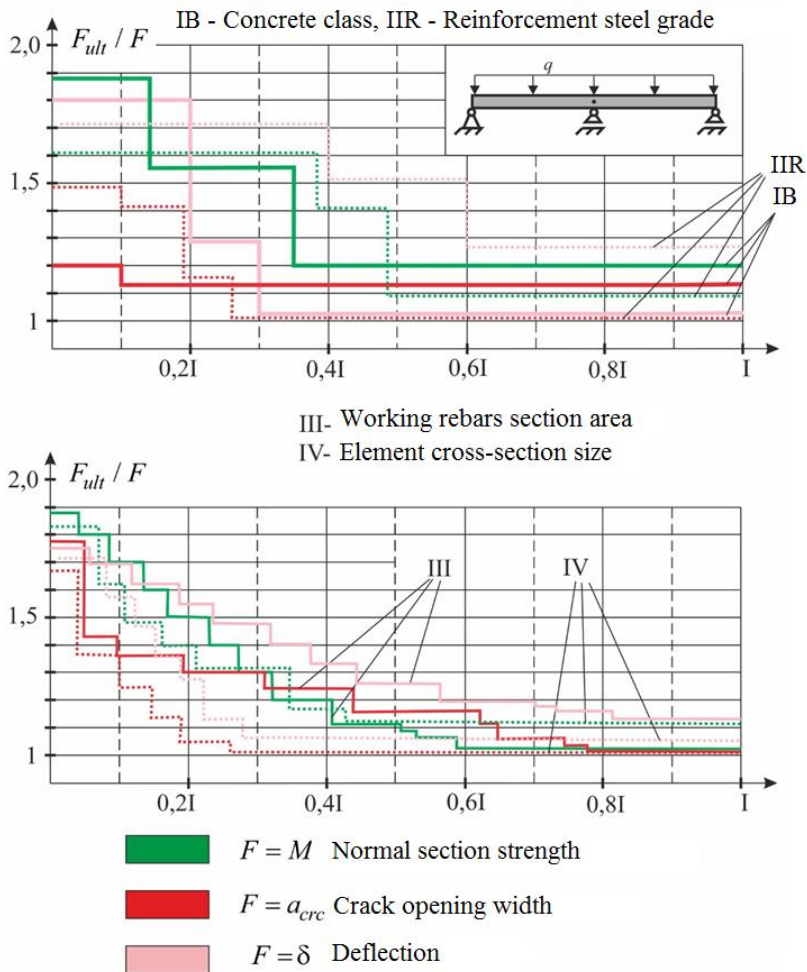 IB - Concrete class, IIR - Reinforcement steel grade
F_ult / F
2,0
q
IIR
IB
1,5
1
0,2I
0,4I
0,6I
0,8I
I
III- Working rebars section area
IV- Element cross-section size
F_ult / F
2,0
III
IV
1,5
1
0,2I
0,4I
0,6I
0,8I
I
F = M Normal section strength
F = a_crc Crack opening width
F = δ Deflection